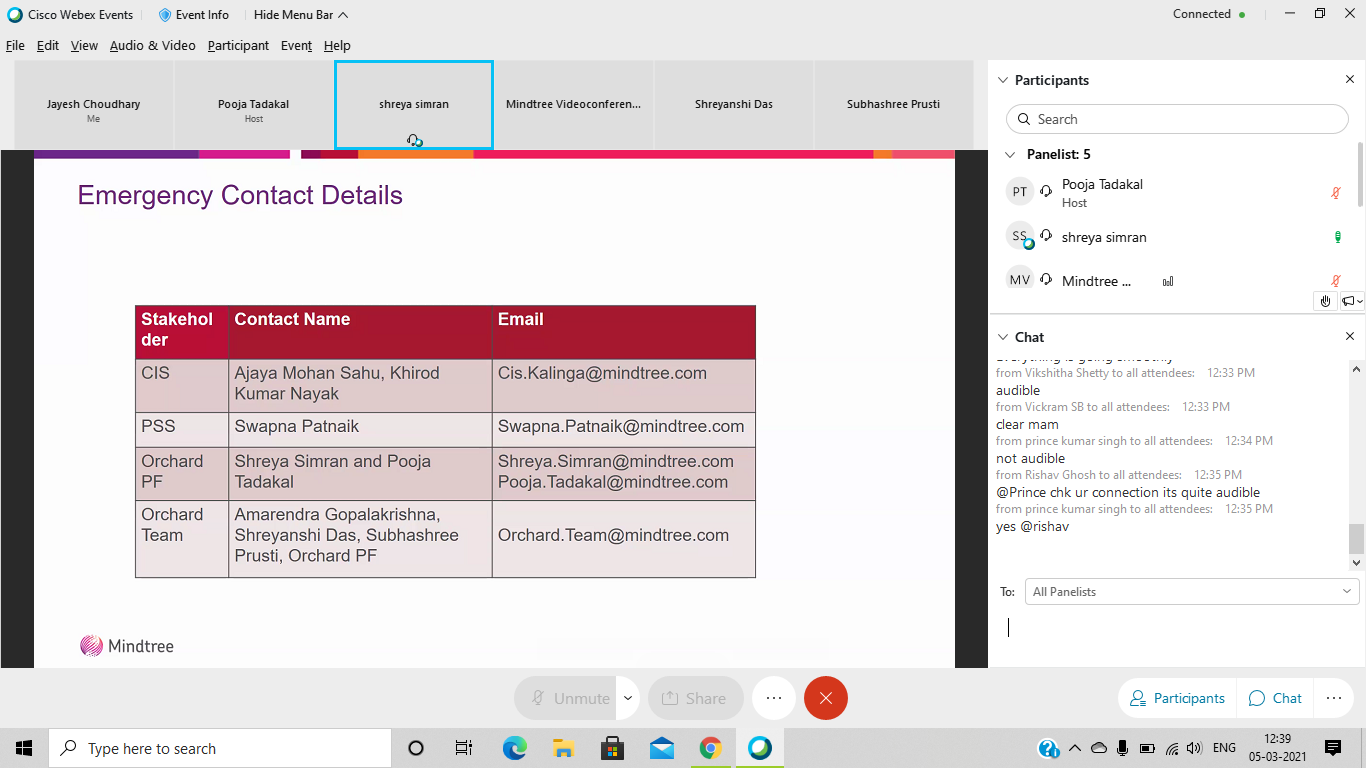 Cisco Webex Events
Event Info
Hide Menu Bar
Connected
File Edit View Audio & Video Participant Event Help
Jayesh Choudhary
Me
Pooja Tadakal
Host
shreya simran
Mindtree Videoconferen...
Shreyanshi Das
Subhashree Prusti
Emergency Contact Details
Stakehol
der
Contact Name
Email
CIS
Ajaya Mohan Sahu, Khirod
Kumar Nayak
Cis.Kalinga@mindtree.com
PSS
Swapna Patnaik
Swapna.Patnaik@mindtree.com
Orchard
PF
Shreya Simran and Pooja
Tadakal
Shreya.Simran@mindtree.com
Pooja.Tadakal@mindtree.com
Orchard
Team
Amarendra Gopalakrishna,
Shreyanshi Das, Subhashree
Prusti, Orchard PF
Orchard.Team@mindtree.com
Mindtree
Participants
Search
Panelist: 5
PT
Pooja Tadakal
Host
SS
shreya simran
MV
Mindtree ...
Chat
Everything is going smoothly
from Vikshitha Shetty to all attendees: 12:33 PM
audible
from Vickram SB to all attendees: 12:33 PM
clear mam
from prince kumar singh to all attendees: 12:34 PM
not audible
from Rishav Ghosh to all attendees: 12:35 PM
@Prince chk ur connection its quite audible
from prince kumar singh to all attendees: 12:35 PM
yes @rishav
To:
All Panelists
Unmute
Share
Participants
Chat
Type here to search
ENG
12:39
05-03-2021